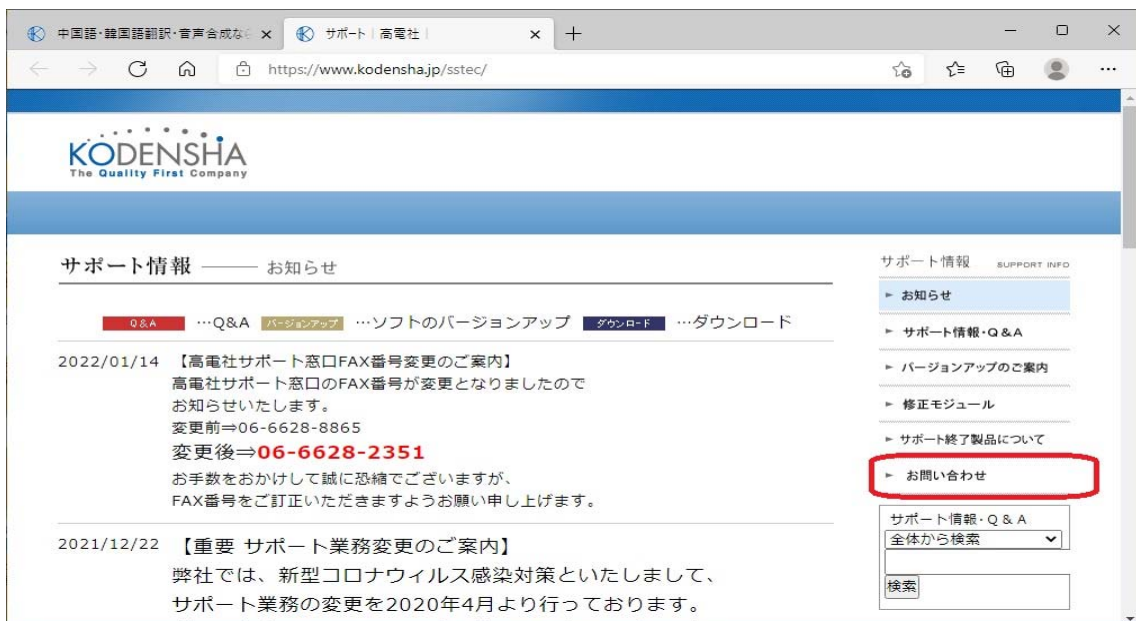 中国語・韓国語翻訳・音声合成なら
サポート | 高電社 |
https://www.kodensha.jp/sstec/
KODENSHA
The Quality First Company
サポート情報 ―― お知らせ
Q&A …Q&A バージョンアップ …ソフトのバージョンアップ ダウンロード …ダウンロード
2022/01/14 【高電社サポート窓口FAX番号変更のご案内】
高電社サポート窓口のFAX番号が変更となりましたので
お知らせいたします。
変更前⇒06-6628-8865
変更後⇒06-6628-2351
お手数をおかけして誠に恐縮でございますが、
FAX番号をご訂正いただきますようお願い申し上げます。
2021/12/22 【重要 サポート業務変更のご案内】
弊社では、新型コロナウィルス感染対策といたしまして、
サポート業務の変更を2020年4月より行っております。
サポート情報 SUPPORT INFO
お知らせ
サポート情報・Q&A
バージョンアップのご案内
修正モジュール
サポート終了製品について
お問い合わせ
サポート情報・Q&A
全体から検索
検索